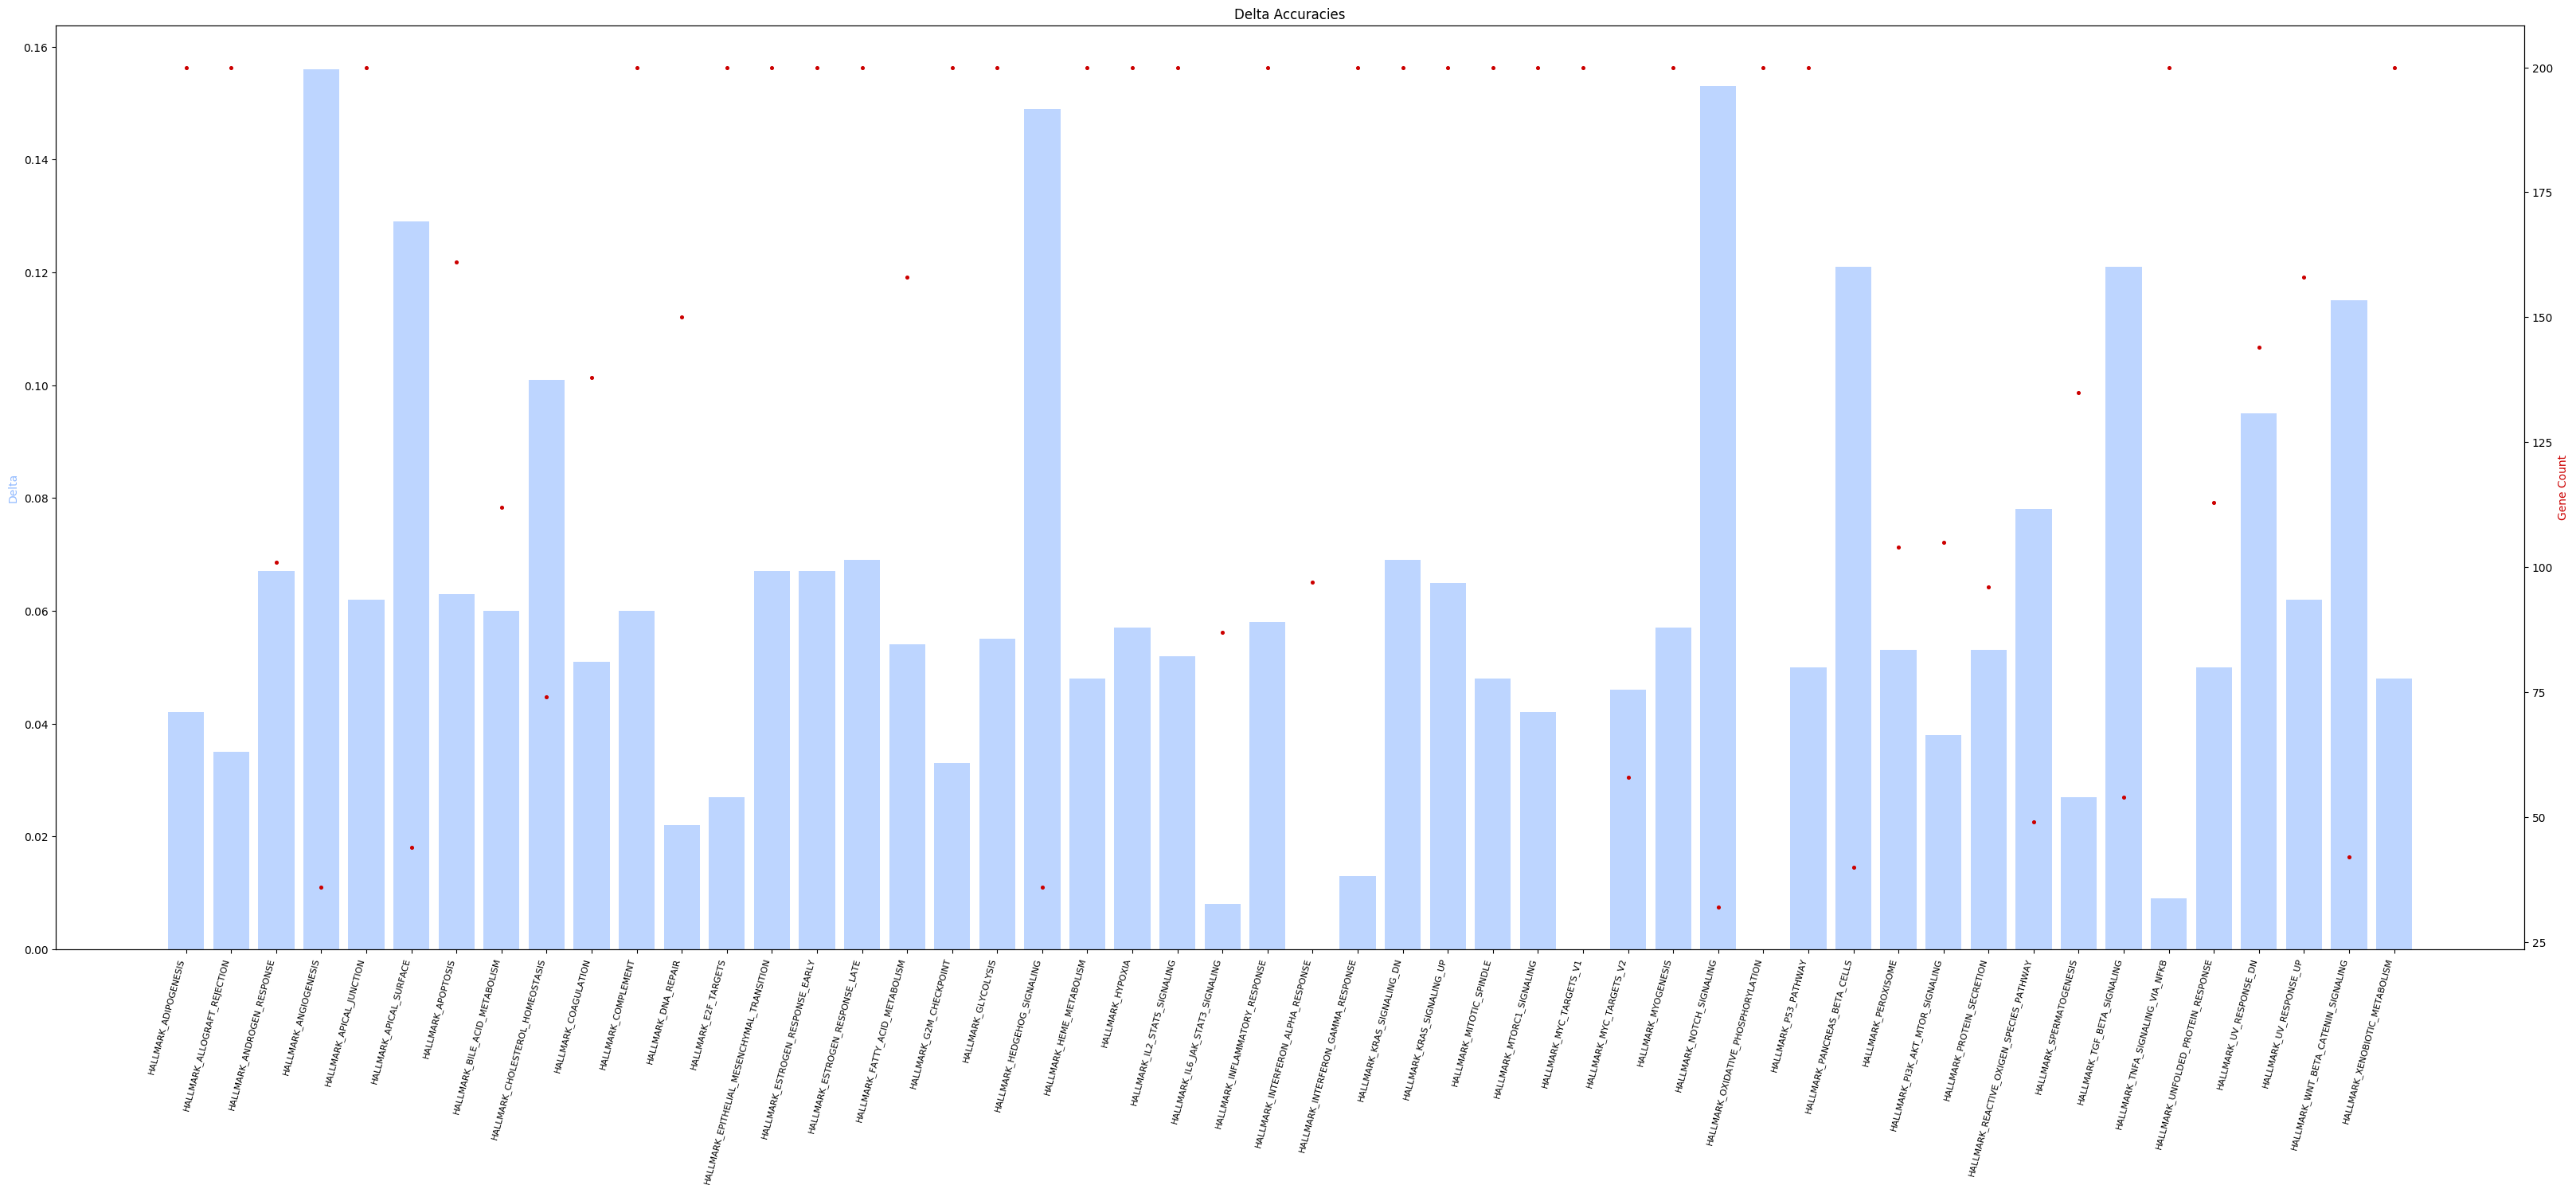 Delta Accuracies
0.16
0.14
0.12
0.10
0.08
0.06
0.04
0.02
0.00
Delta
200
175
150
125
100
75
50
25
Gene Count
HALLMARK_ADIPOGENESIS
HALLMARK_ALLOGRAFT_REJECTION
HALLMARK_ANDROGEN_RESPONSE
HALLMARK_ANGIOGENESIS
HALLMARK_APICAL_JUNCTION
HALLMARK_APICAL_SURFACE
HALLMARK_APOPTOSIS
HALLMARK_BILE_ACID_METABOLISM
HALLMARK_CHOLESTEROL_HOMEOSTASIS
HALLMARK_COAGULATION
HALLMARK_COMPLEMENT
HALLMARK_DNA_REPAIR
HALLMARK_E2F_TARGETS
HALLMARK_EPITHELIAL_MESENCHYMAL_TRANSITION
HALLMARK_ESTROGEN_RESPONSE_EARLY
HALLMARK_ESTROGEN_RESPONSE_LATE
HALLMARK_FATTY_ACID_METABOLISM
HALLMARK_G2M_CHECKPOINT
HALLMARK_GLYCOLYSIS
HALLMARK_HEDGEHOG_SIGNALING
HALLMARK_HEME_METABOLISM
HALLMARK_HYPOXIA
HALLMARK_IL2_STAT5_SIGNALING
HALLMARK_IL6_JAK_STAT3_SIGNALING
HALLMARK_INFLAMMATORY_RESPONSE
HALLMARK_INTERFERON_ALPHA_RESPONSE
HALLMARK_INTERFERON_GAMMA_RESPONSE
HALLMARK_KRAS_SIGNALING_DN
HALLMARK_KRAS_SIGNALING_UP
HALLMARK_MITOTIC_SPINDLE
HALLMARK_MTORC1_SIGNALING
HALLMARK_MYC_TARGETS_V1
HALLMARK_MYC_TARGETS_V2
HALLMARK_MYOGENESIS
HALLMARK_NOTCH_SIGNALING
HALLMARK_OXIDATIVE_PHOSPHORYLATION
HALLMARK_P53_PATHWAY
HALLMARK_PANCREAS_BETA_CELLS
HALLMARK_PEROXISOME
HALLMARK_PI3K_AKT_MTOR_SIGNALING
HALLMARK_PROTEIN_SECRETION
HALLMARK_REACTIVE_OXIGEN_SPECIES_PATHWAY
HALLMARK_SPERMATOGENESIS
HALLMARK_TGF_BETA_SIGNALING
HALLMARK_TNFA_SIGNALING_VIA_NFKB
HALLMARK_UNFOLDED_PROTEIN_RESPONSE
HALLMARK_UV_RESPONSE_DN
HALLMARK_UV_RESPONSE_UP
HALLMARK_WNT_BETA_CATENIN_SIGNALING
HALLMARK_XENOBIOTIC_METABOLISM